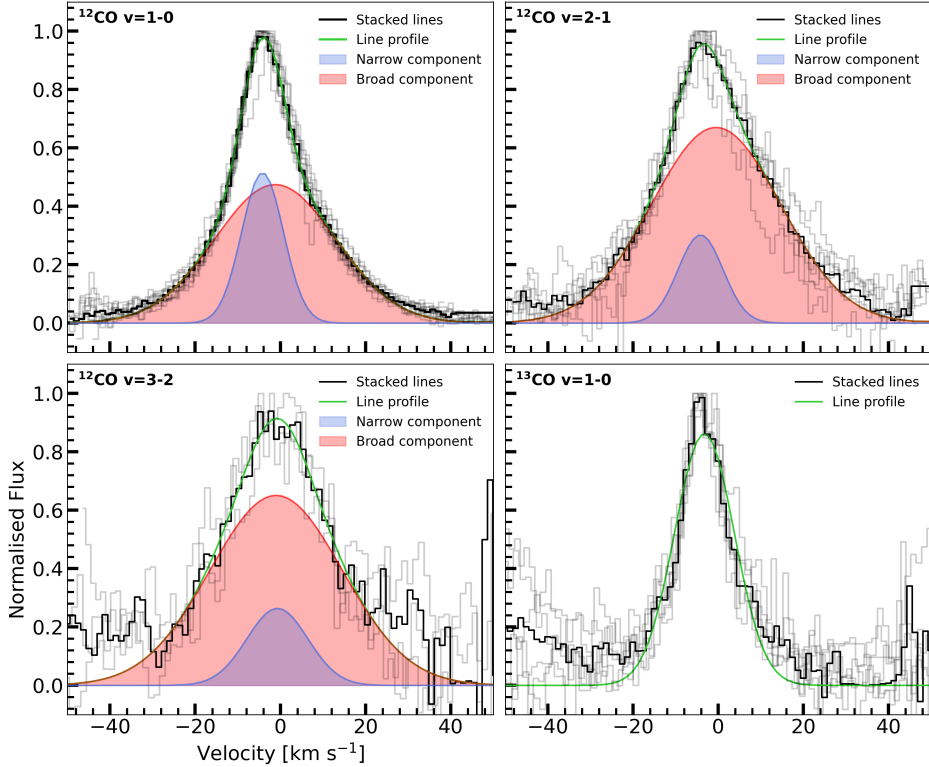 ¹²CO v=1-0
Stacked lines
Line profile
Narrow component
Broad component
1.0
0.8
0.6
0.4
0.2
0.0
¹²CO v=2-1
Stacked lines
Line profile
Narrow component
Broad component
¹²CO v=3-2
Stacked lines
Line profile
Narrow component
Broad component
1.0
0.8
0.6
0.4
0.2
0.0
−40 −20 0 20 40
Normalised Flux
Velocity [km s⁻¹]
¹³CO v=1-0
Stacked lines
Line profile
−40 −20 0 20 40